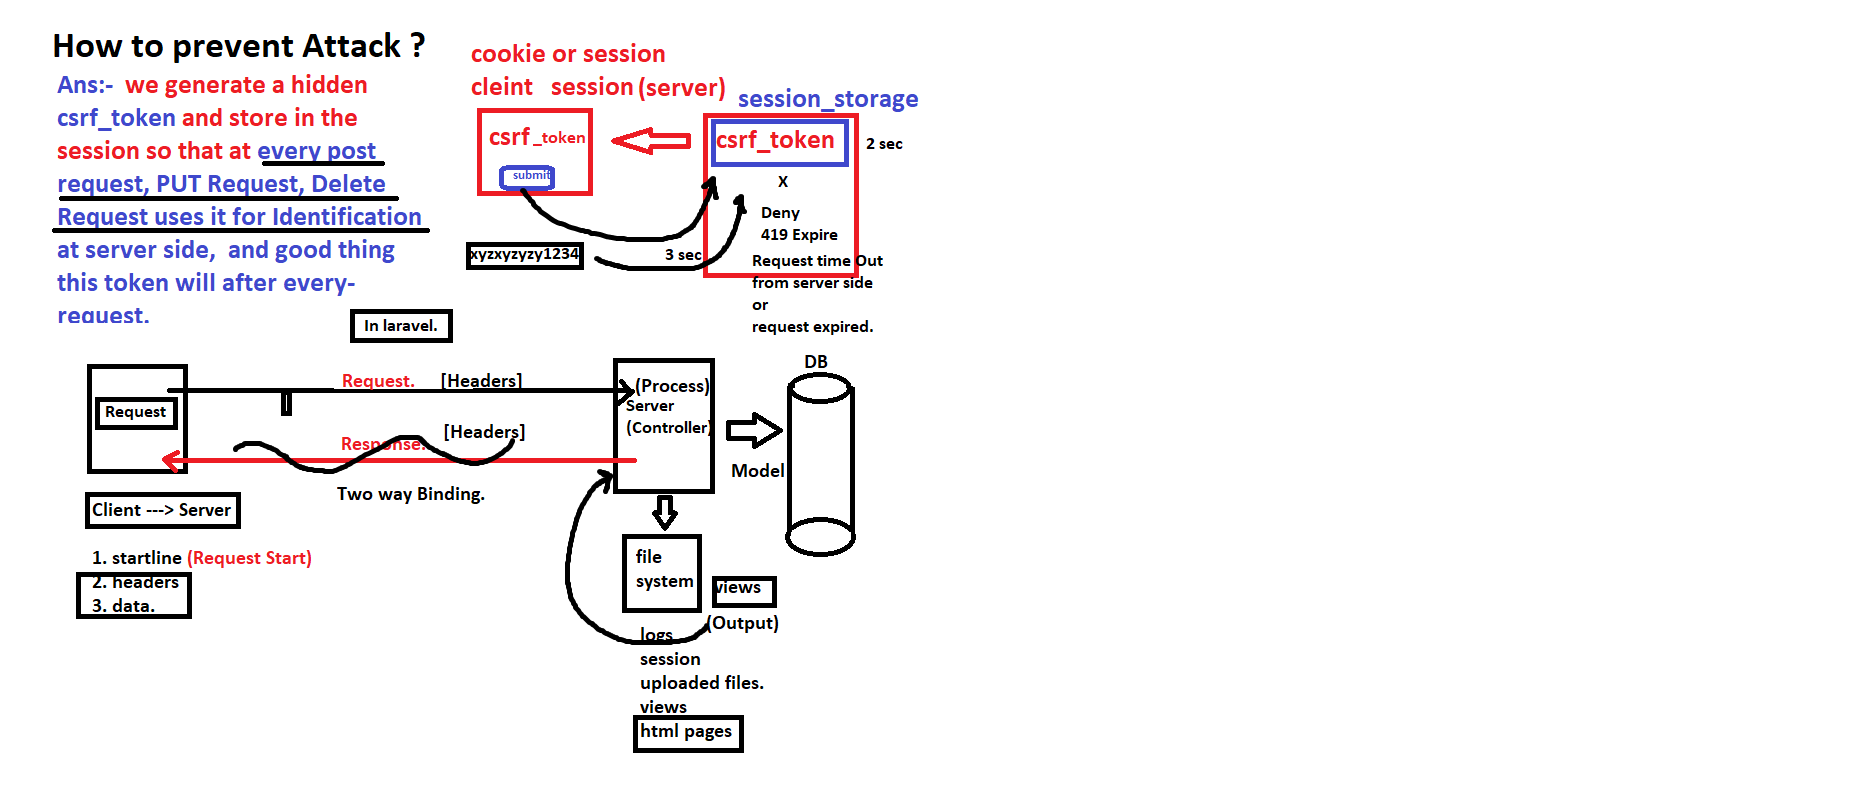 How to prevent Attack ?
Ans:- we generate a hidden
csrf_token and store in the
session so that at every post
request, PUT Request, Delete
Request uses it for Identification
at server side, and good thing
this token will after every-
request.
cookie or session
cleint session (server)
session_storage
csrf_token
submit
csrf_token
2 sec
X
Deny
419 Expire
xyzxyzyzy1234
3 sec
Request time Out
from server side
or
request expired.
In laravel.
Request
Request. [Headers]
Response. [Headers]
Two way Binding.
(Process)
Server
(Controller)
Model
DB
Client ---> Server
1. startline (Request Start)
2. headers
3. data.
file
system
views
(Output)
logs
session
uploaded files.
views
html pages